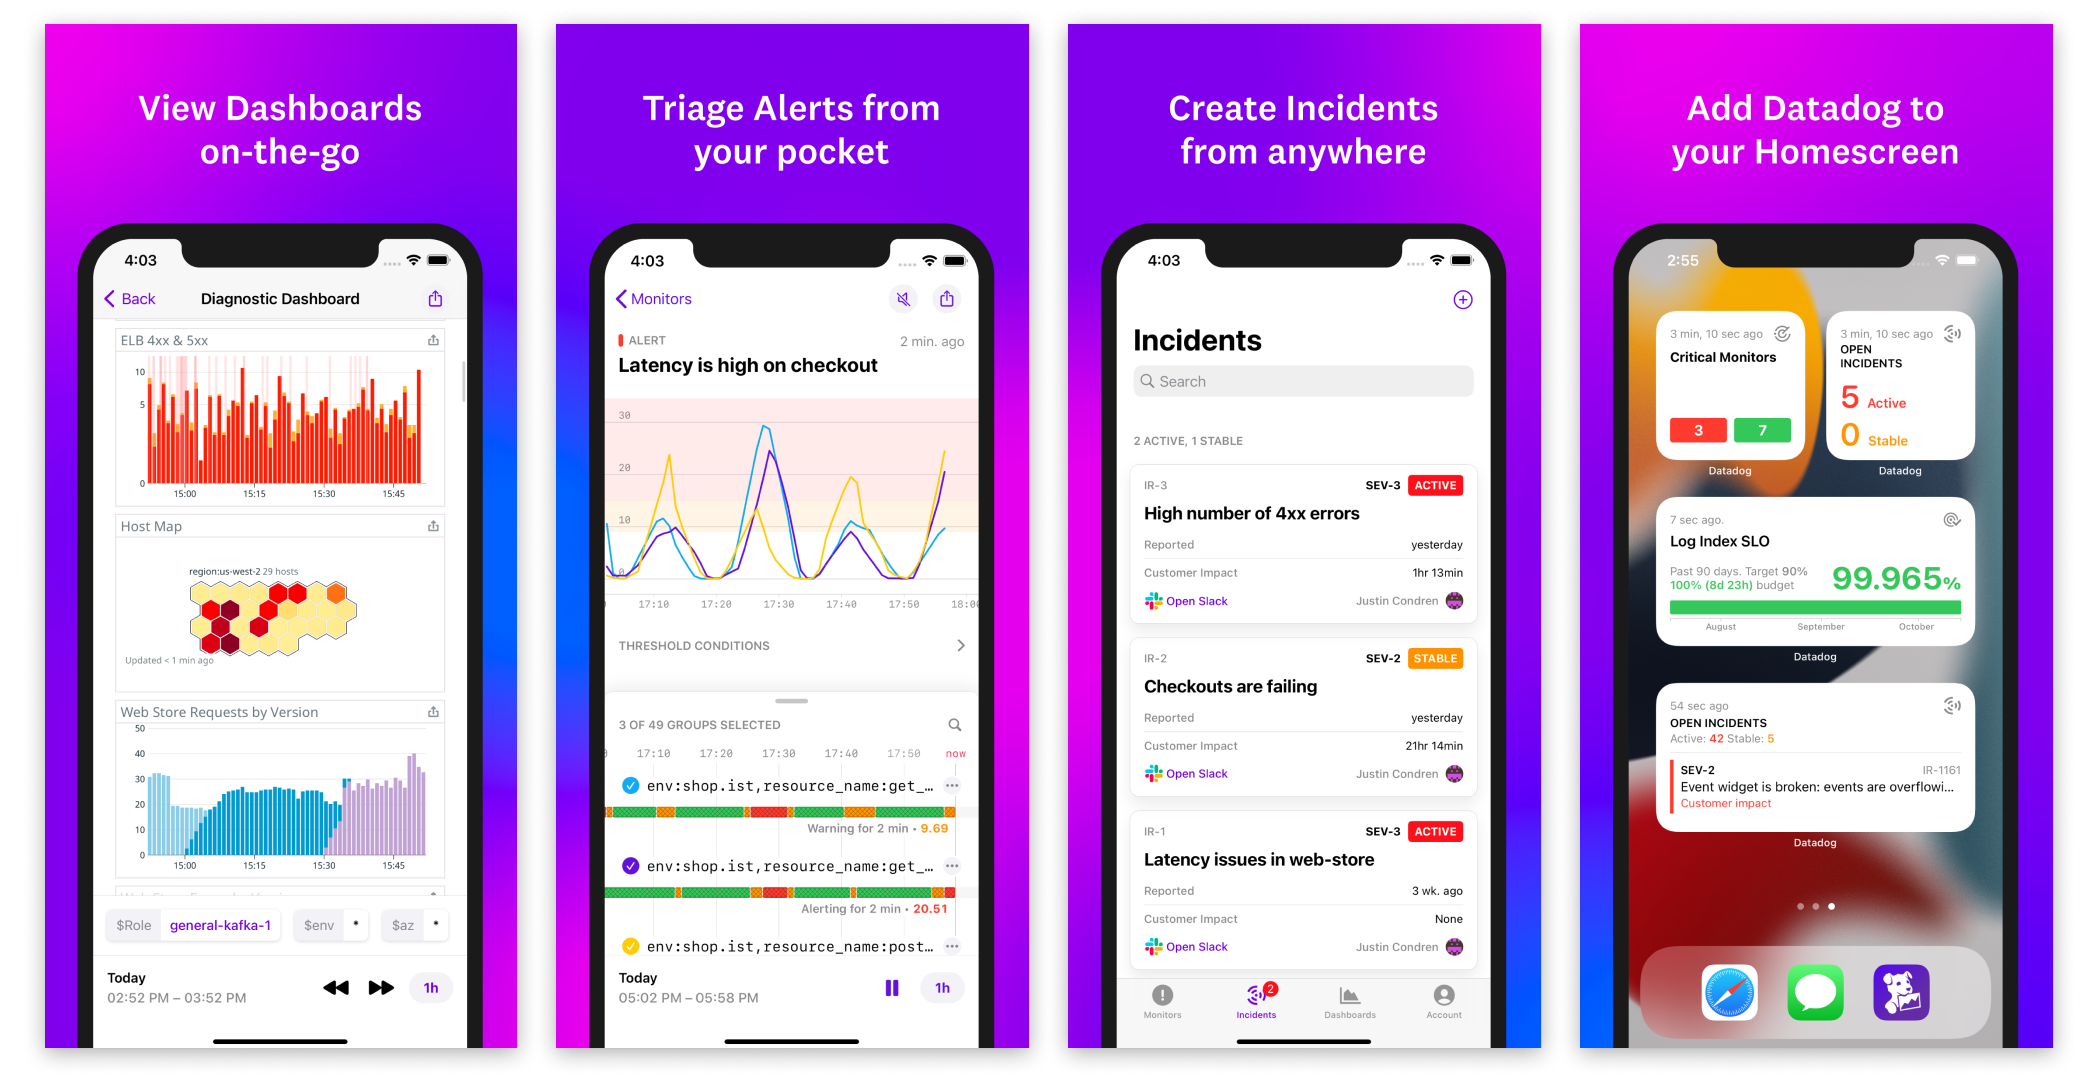 View Dashboards
on-the-go
4:03
Back
Diagnostic Dashboard
ELB 4xx & 5xx
10
5
0
15:00 15:15 15:30 15:45
Host Map
region:us-west-2 29 hosts
Updated < 1 min ago
Web Store Requests by Version
50
40
30
20
10
0
15:00 15:15 15:30 15:45
$Role general-kafka-1 $env * $az *
Today
02:52 PM – 03:52 PM
1h
Triage Alerts from
your pocket
4:03
Monitors
ALERT
2 min. ago
Latency is high on checkout
30
20
10
0
17:10 17:20 17:30 17:40 17:50 18:00
THRESHOLD CONDITIONS
3 OF 49 GROUPS SELECTED
17:10 17:20 17:30 17:40 17:50 now
env:shop.ist,resource_name:get_…
Warning for 2 min • 9.69
env:shop.ist,resource_name:get_…
Alerting for 2 min • 20.51
env:shop.ist,resource_name:post…
Today
05:02 PM – 05:58 PM
1h
Create Incidents
from anywhere
4:03
Incidents
Search
2 ACTIVE, 1 STABLE
IR-3 SEV-3 ACTIVE
High number of 4xx errors
Reported yesterday
Customer Impact 1hr 13min
Open Slack Justin Condren
IR-2 SEV-2 STABLE
Checkouts are failing
Reported yesterday
Customer Impact 21hr 14min
Open Slack Justin Condren
IR-1 SEV-3 ACTIVE
Latency issues in web-store
Reported 3 wk. ago
Customer Impact None
Open Slack Justin Condren
2
Monitors Incidents Dashboards Account
Add Datadog to
your Homescreen
2:55
3 min, 10 sec ago
Critical Monitors
3 7
Datadog
3 min, 10 sec ago
OPEN
INCIDENTS
5 Active
0 Stable
Datadog
7 sec ago.
Log Index SLO
Past 90 days. Target 90%
100% (8d 23h) budget
99.965%
August September October
Datadog
54 sec ago
OPEN INCIDENTS
Active: 42 Stable: 5
SEV-2 IR-1161
Event widget is broken: events are overflowi…
Customer impact
Datadog